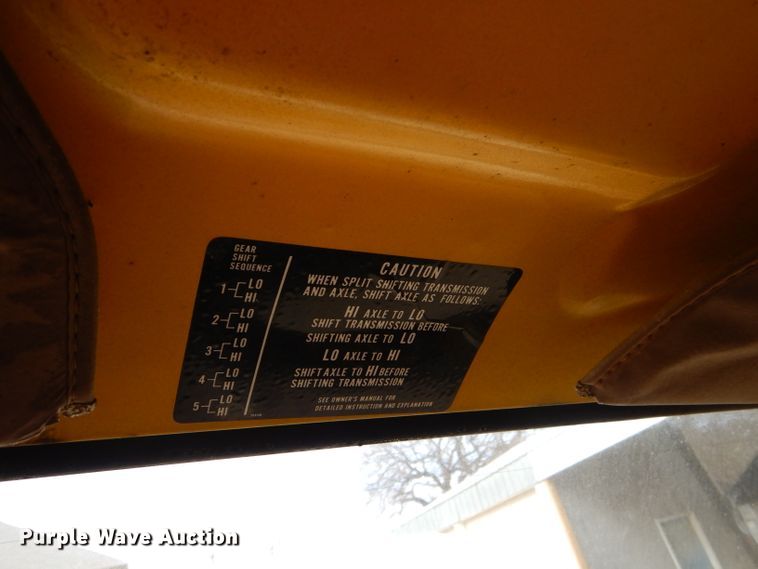 GEAR
SHIFT
SEQUENCE
1 LO
HI
2 LO
HI
3 LO
HI
4 LO
HI
5 LO
HI
CAUTION
WHEN SPLIT SHIFTING TRANSMISSION
AND AXLE, SHIFT AXLE AS FOLLOWS:
HI AXLE TO LO
SHIFT TRANSMISSION BEFORE
SHIFTING AXLE TO LO
LO AXLE TO HI
SHIFT AXLE TO HI BEFORE
SHIFTING TRANSMISSION
SEE OWNER'S MANUAL FOR
DETAILED INSTRUCTION AND EXPLANATION
Purple Wave Auction